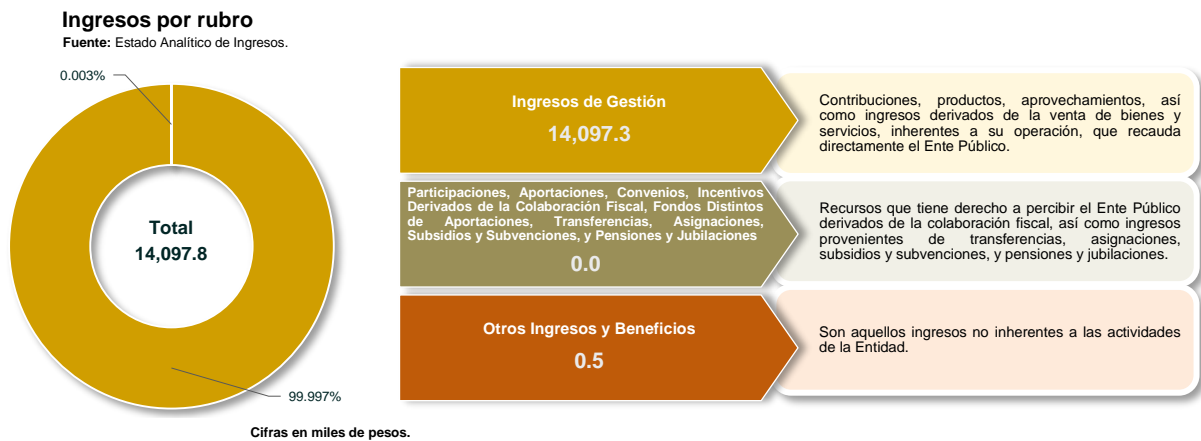 Ingresos por rubro
Fuente: Estado Analítico de Ingresos.
0.003%
Total
14,097.8
99.997%
Ingresos de Gestión
14,097.3
Contribuciones, productos, aprovechamientos, así
como ingresos derivados de la venta de bienes y
servicios, inherentes a su operación, que recauda
directamente el Ente Público.
Participaciones, Aportaciones, Convenios, Incentivos
Derivados de la Colaboración Fiscal, Fondos Distintos
de Aportaciones, Transferencias, Asignaciones,
Subsidios y Subvenciones, y Pensiones y Jubilaciones
0.0
Recursos que tiene derecho a percibir el Ente Público
derivados de la colaboración fiscal, así como ingresos
provenientes de transferencias, asignaciones,
subsidios y subvenciones, y pensiones y jubilaciones.
Otros Ingresos y Beneficios
0.5
Son aquellos ingresos no inherentes a las actividades
de la Entidad.
Cifras en miles de pesos.